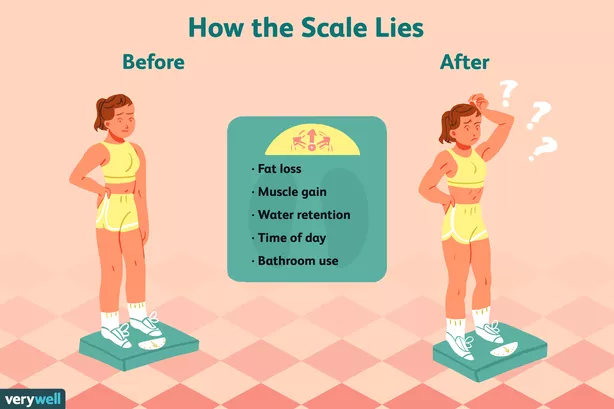 How the Scale Lies
Before
After
· Fat loss
· Muscle gain
· Water retention
· Time of day
· Bathroom use
?
?
?
verywell